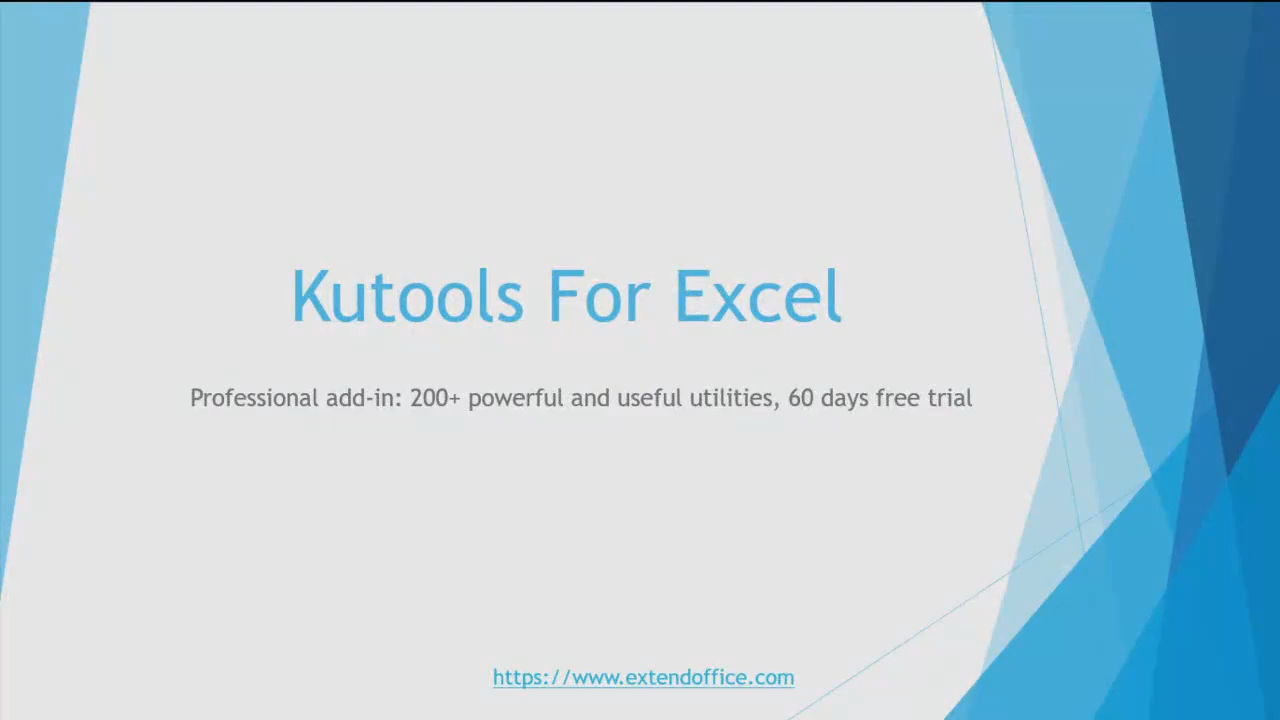 Kutools For Excel
Professional add-in: 200+ powerful and useful utilities, 60 days free trial
https://www.extendoffice.com